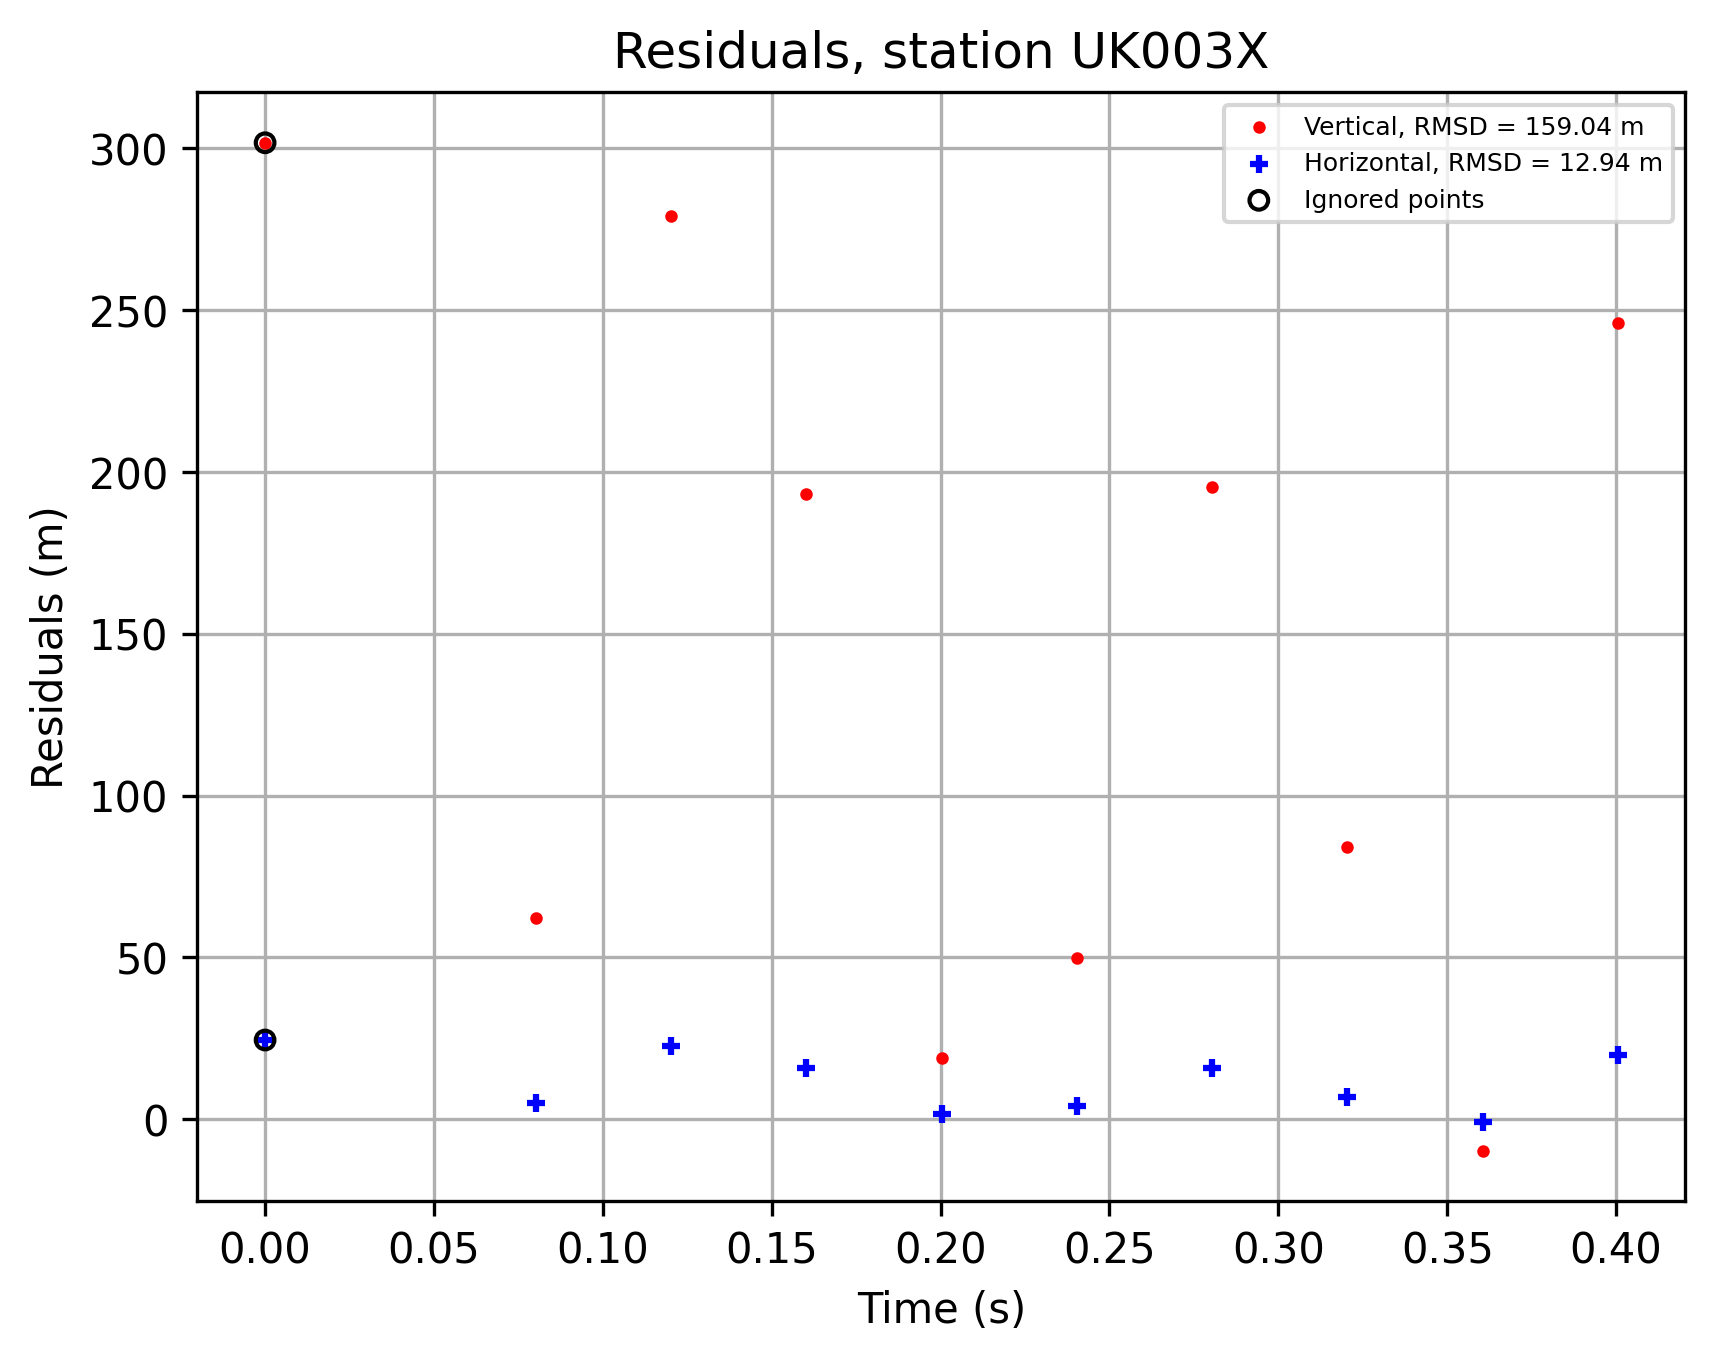 Residuals, station UK003X
Vertical, RMSD = 159.04 m
Horizontal, RMSD = 12.94 m
Ignored points
300
250
200
150
100
50
0
Residuals (m)
0.00 0.05 0.10 0.15 0.20 0.25 0.30 0.35 0.40
Time (s)